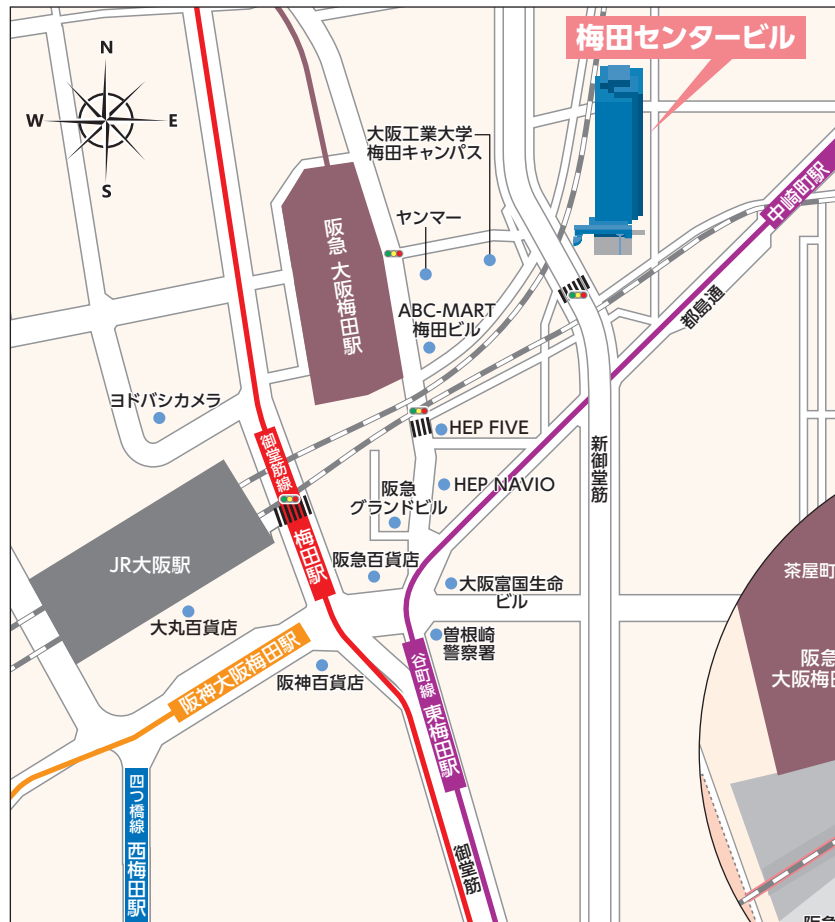 梅田センタービル
N
W
E
S
大阪工業大学
梅田キャンパス
中崎町駅
ヤンマー
阪急 大阪梅田駅
都島通
ABC-MART
梅田ビル
ヨドバシカメラ
HEP FIVE
御堂筋線
梅田駅
新御堂筋
阪急
グランドビル
HEP NAVIO
JR大阪駅
阪急百貨店
大阪富国生命
ビル
茶屋町
大丸百貨店
曽根崎
警察署
阪神大阪梅田駅
阪神百貨店
谷町線
東梅田駅
阪急
大阪梅田
四つ橋線
西梅田駅
御堂筋
阪急